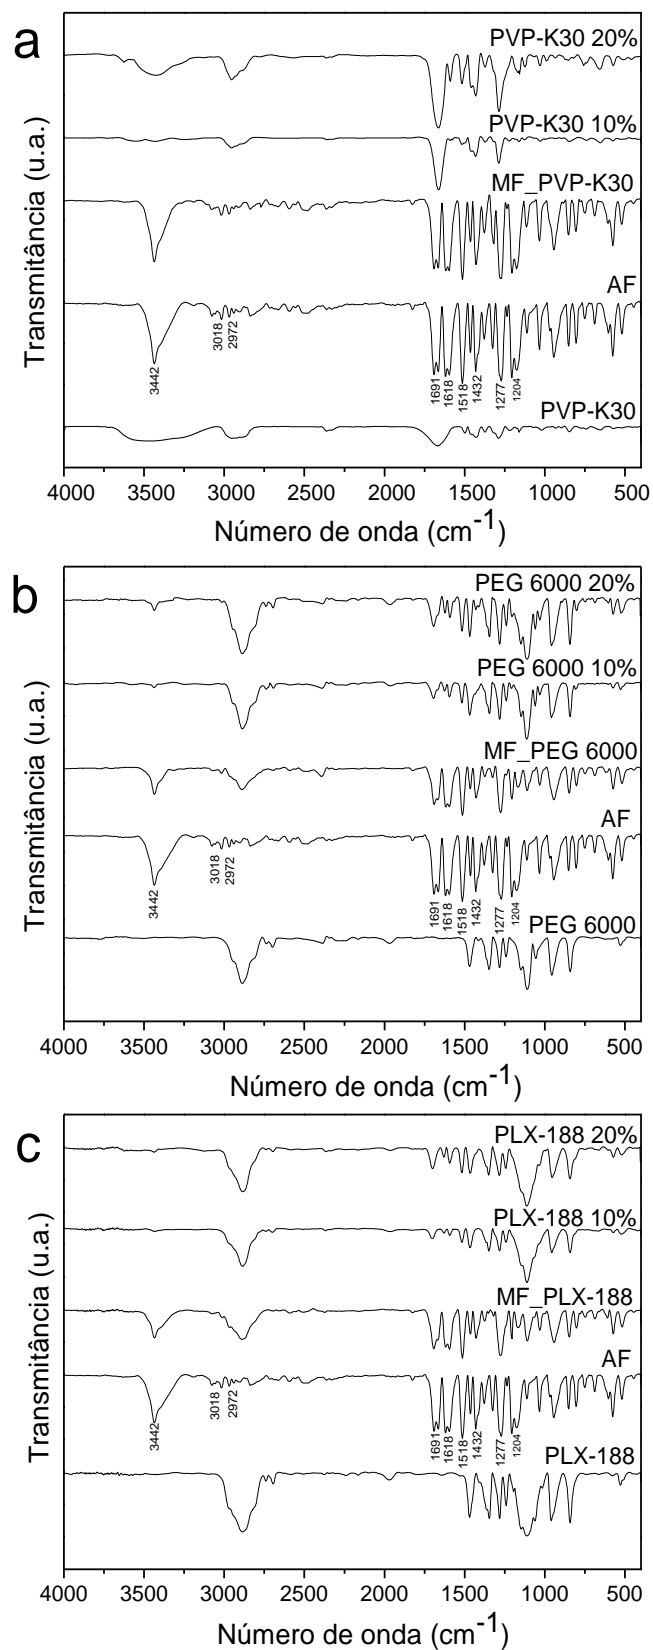 a
PVP-K30 20%
PVP-K30 10%
MF_PVP-K30
AF
3442
3018
2972
1691
1618
1518
1432
1277
1204
PVP-K30
Transmitância (u.a.)
4000 3500 3000 2500 2000 1500 1000 500
Número de onda (cm-1)
b
PEG 6000 20%
PEG 6000 10%
MF_PEG 6000
AF
3442
3018
2972
1691
1618
1518
1432
1277
1204
PEG 6000
Transmitância (u.a.)
4000 3500 3000 2500 2000 1500 1000 500
Número de onda (cm-1)
c
PLX-188 20%
PLX-188 10%
MF_PLX-188
AF
3442
3018
2972
1691
1618
1518
1432
1277
1204
PLX-188
Transmitância (u.a.)
4000 3500 3000 2500 2000 1500 1000 500
Número de onda (cm-1)